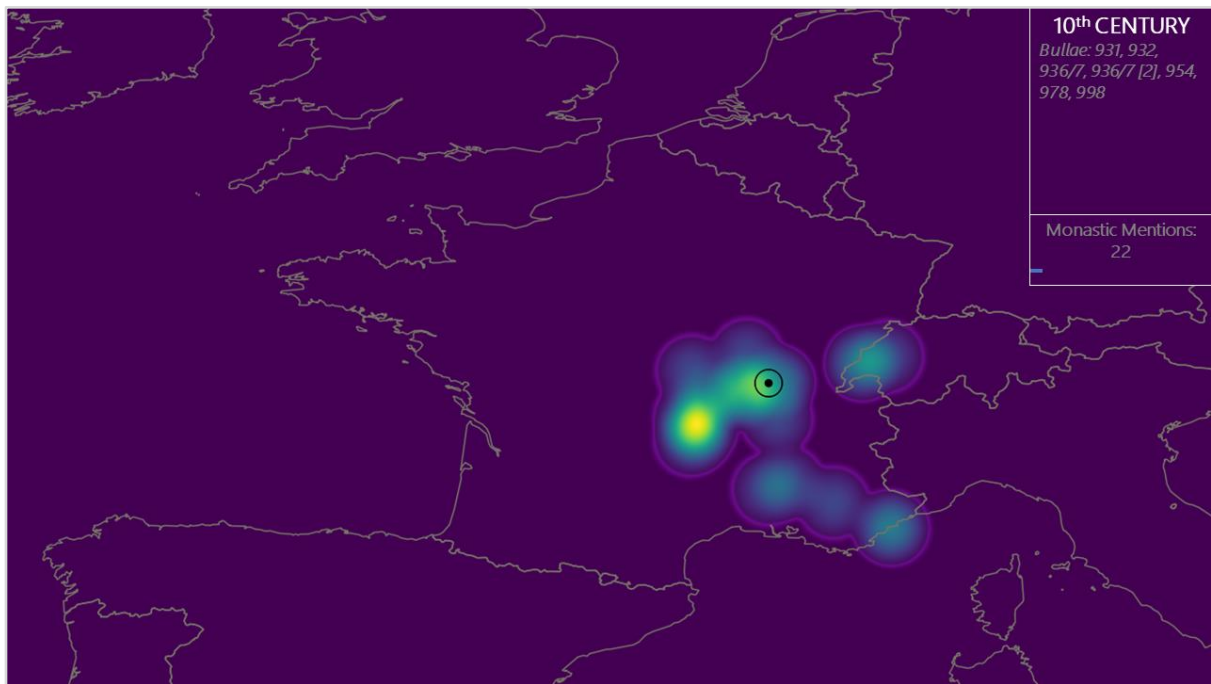 10th CENTURY
Bullae: 931, 932,
936/7, 936/7 [2], 954,
978, 998
Monastic Mentions:
22